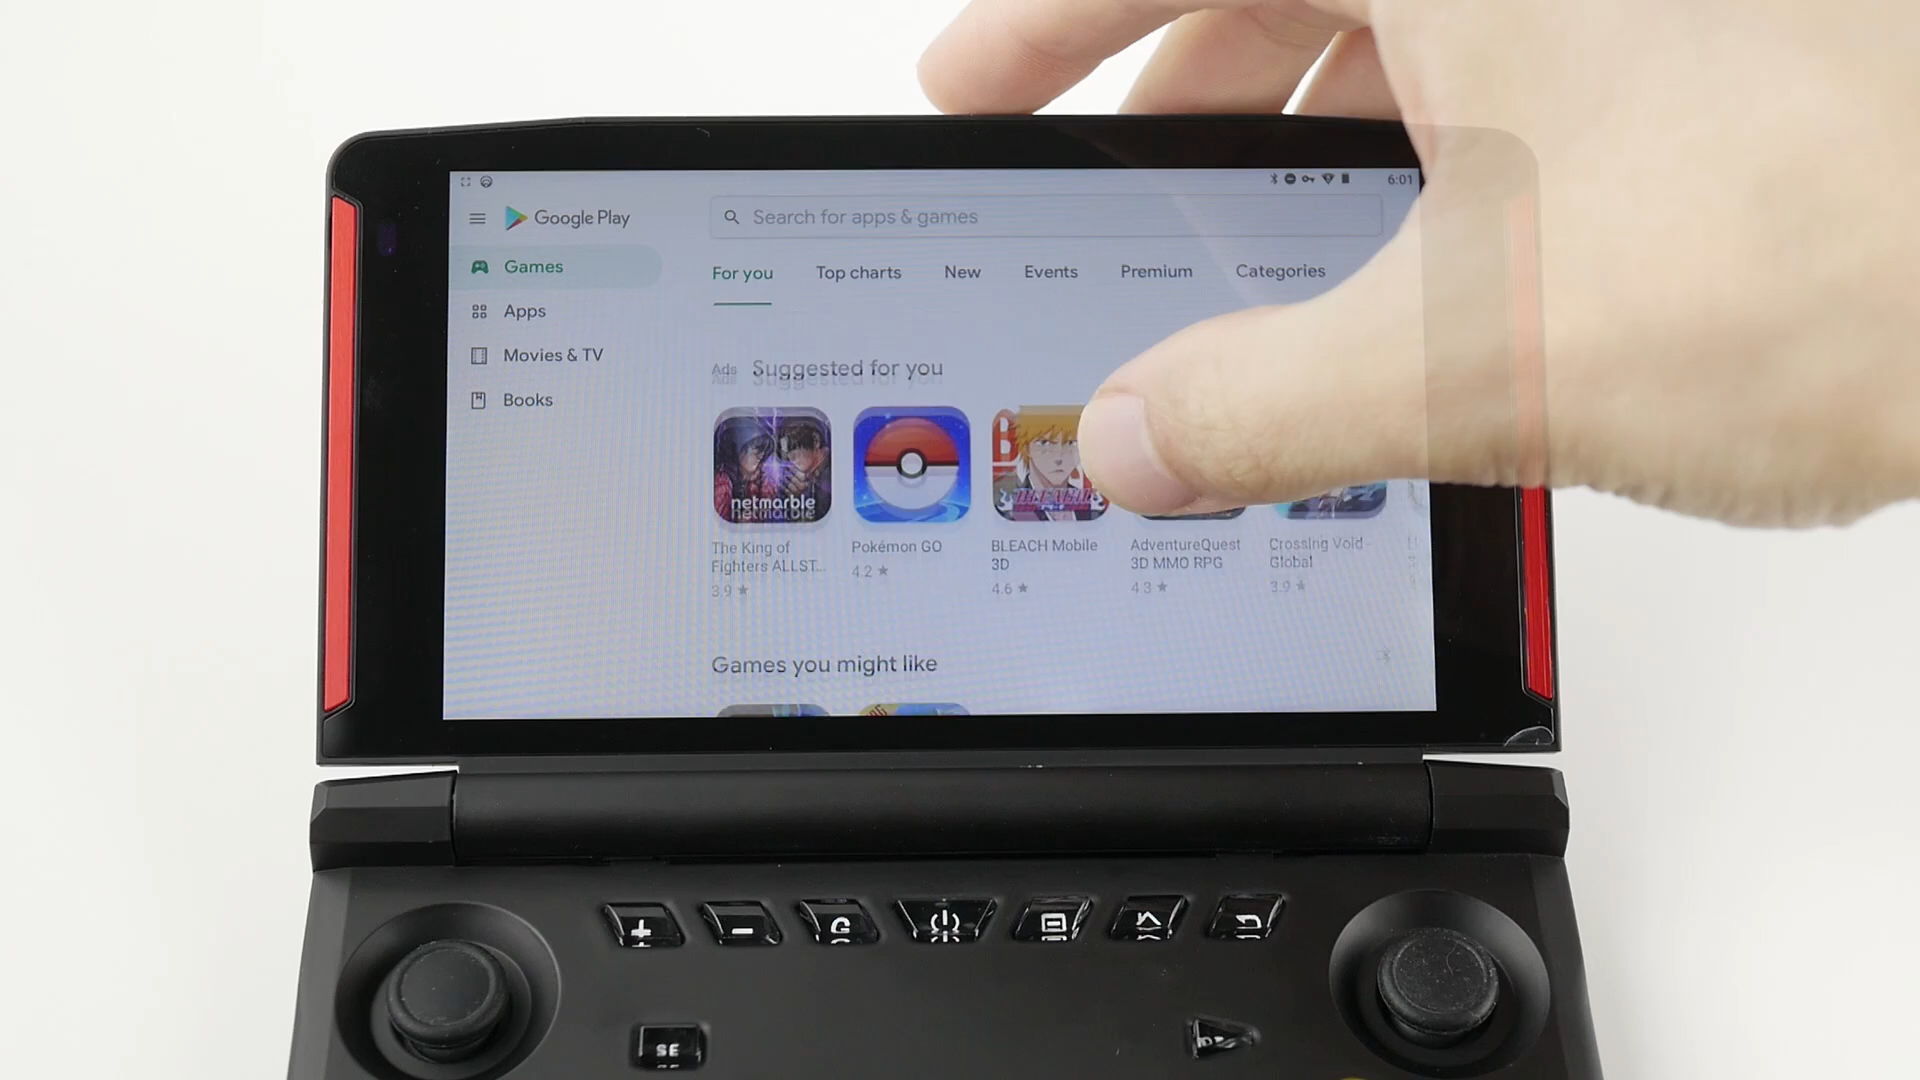 6:01
Google Play
Search for apps & games
Games
Apps
Movies & TV
Books
For you
Top charts
New
Events
Premium
Categories
Ads Suggested for you
netmarble
The King of
Fighters ALLST...
3.9 ★
Pokémon GO
4.2 ★
BLEACH Mobile
3D
4.6 ★
AdventureQuest
3D MMO RPG
4.3 ★
Crossing Void -
Global
3.9 ★
Games you might like
+
-
G
SE